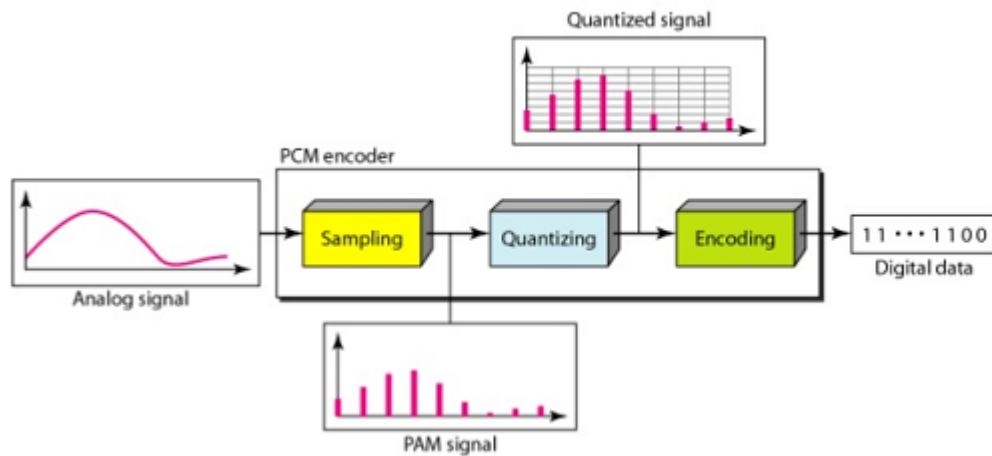 Quantized signal
PCM encoder
Sampling
Quantizing
Encoding
11 ··· 1100
Digital data
Analog signal
PAM signal